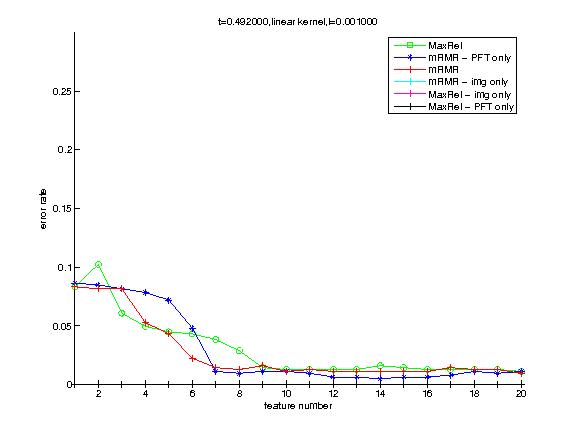 t=0.492000,linear kernel,l=0.001000
MaxRel
mRMR – PFT only
mRMR
mRMR – img only
MaxRel – img only
MaxRel – PFT only
error rate
0.25
0.2
0.15
0.1
0.05
0
2 4 6 8 10 12 14 16 18 20
feature number